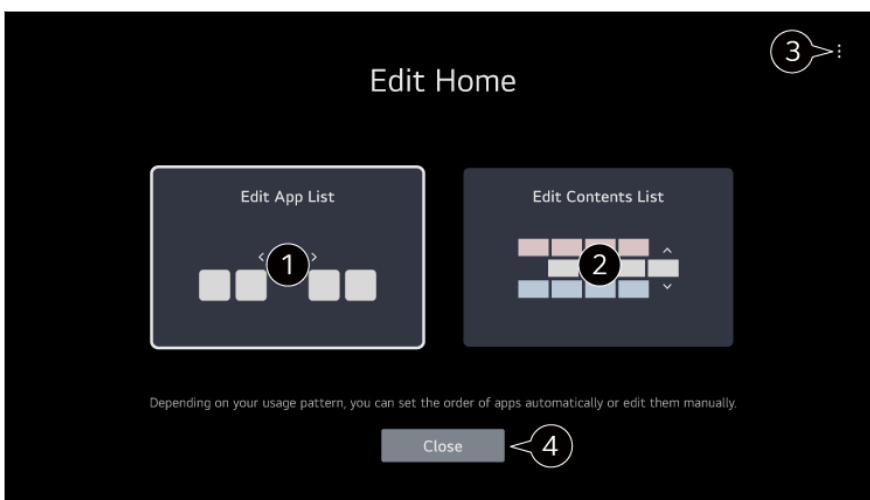 3
Edit Home
Edit App List
Edit Contents List
1
2
Depending on your usage pattern, you can set the order of apps automatically or edit them manually.
Close
4